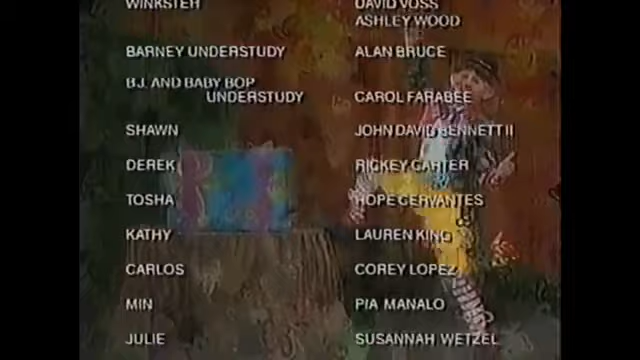 WINKSTER DAVID VOSS
ASHLEY WOOD
BARNEY UNDERSTUDY ALAN BRUCE
B.J. AND BABY BOP
UNDERSTUDY CAROL FARABEE
SHAWN JOHN DAVID BENNETT II
DEREK RICKEY CARTER
TOSHA HOPE CERVANTES
KATHY LAUREN KING
CARLOS COREY LOPEZ
MIN PIA MANALO
JULIE SUSANNAH WETZEL